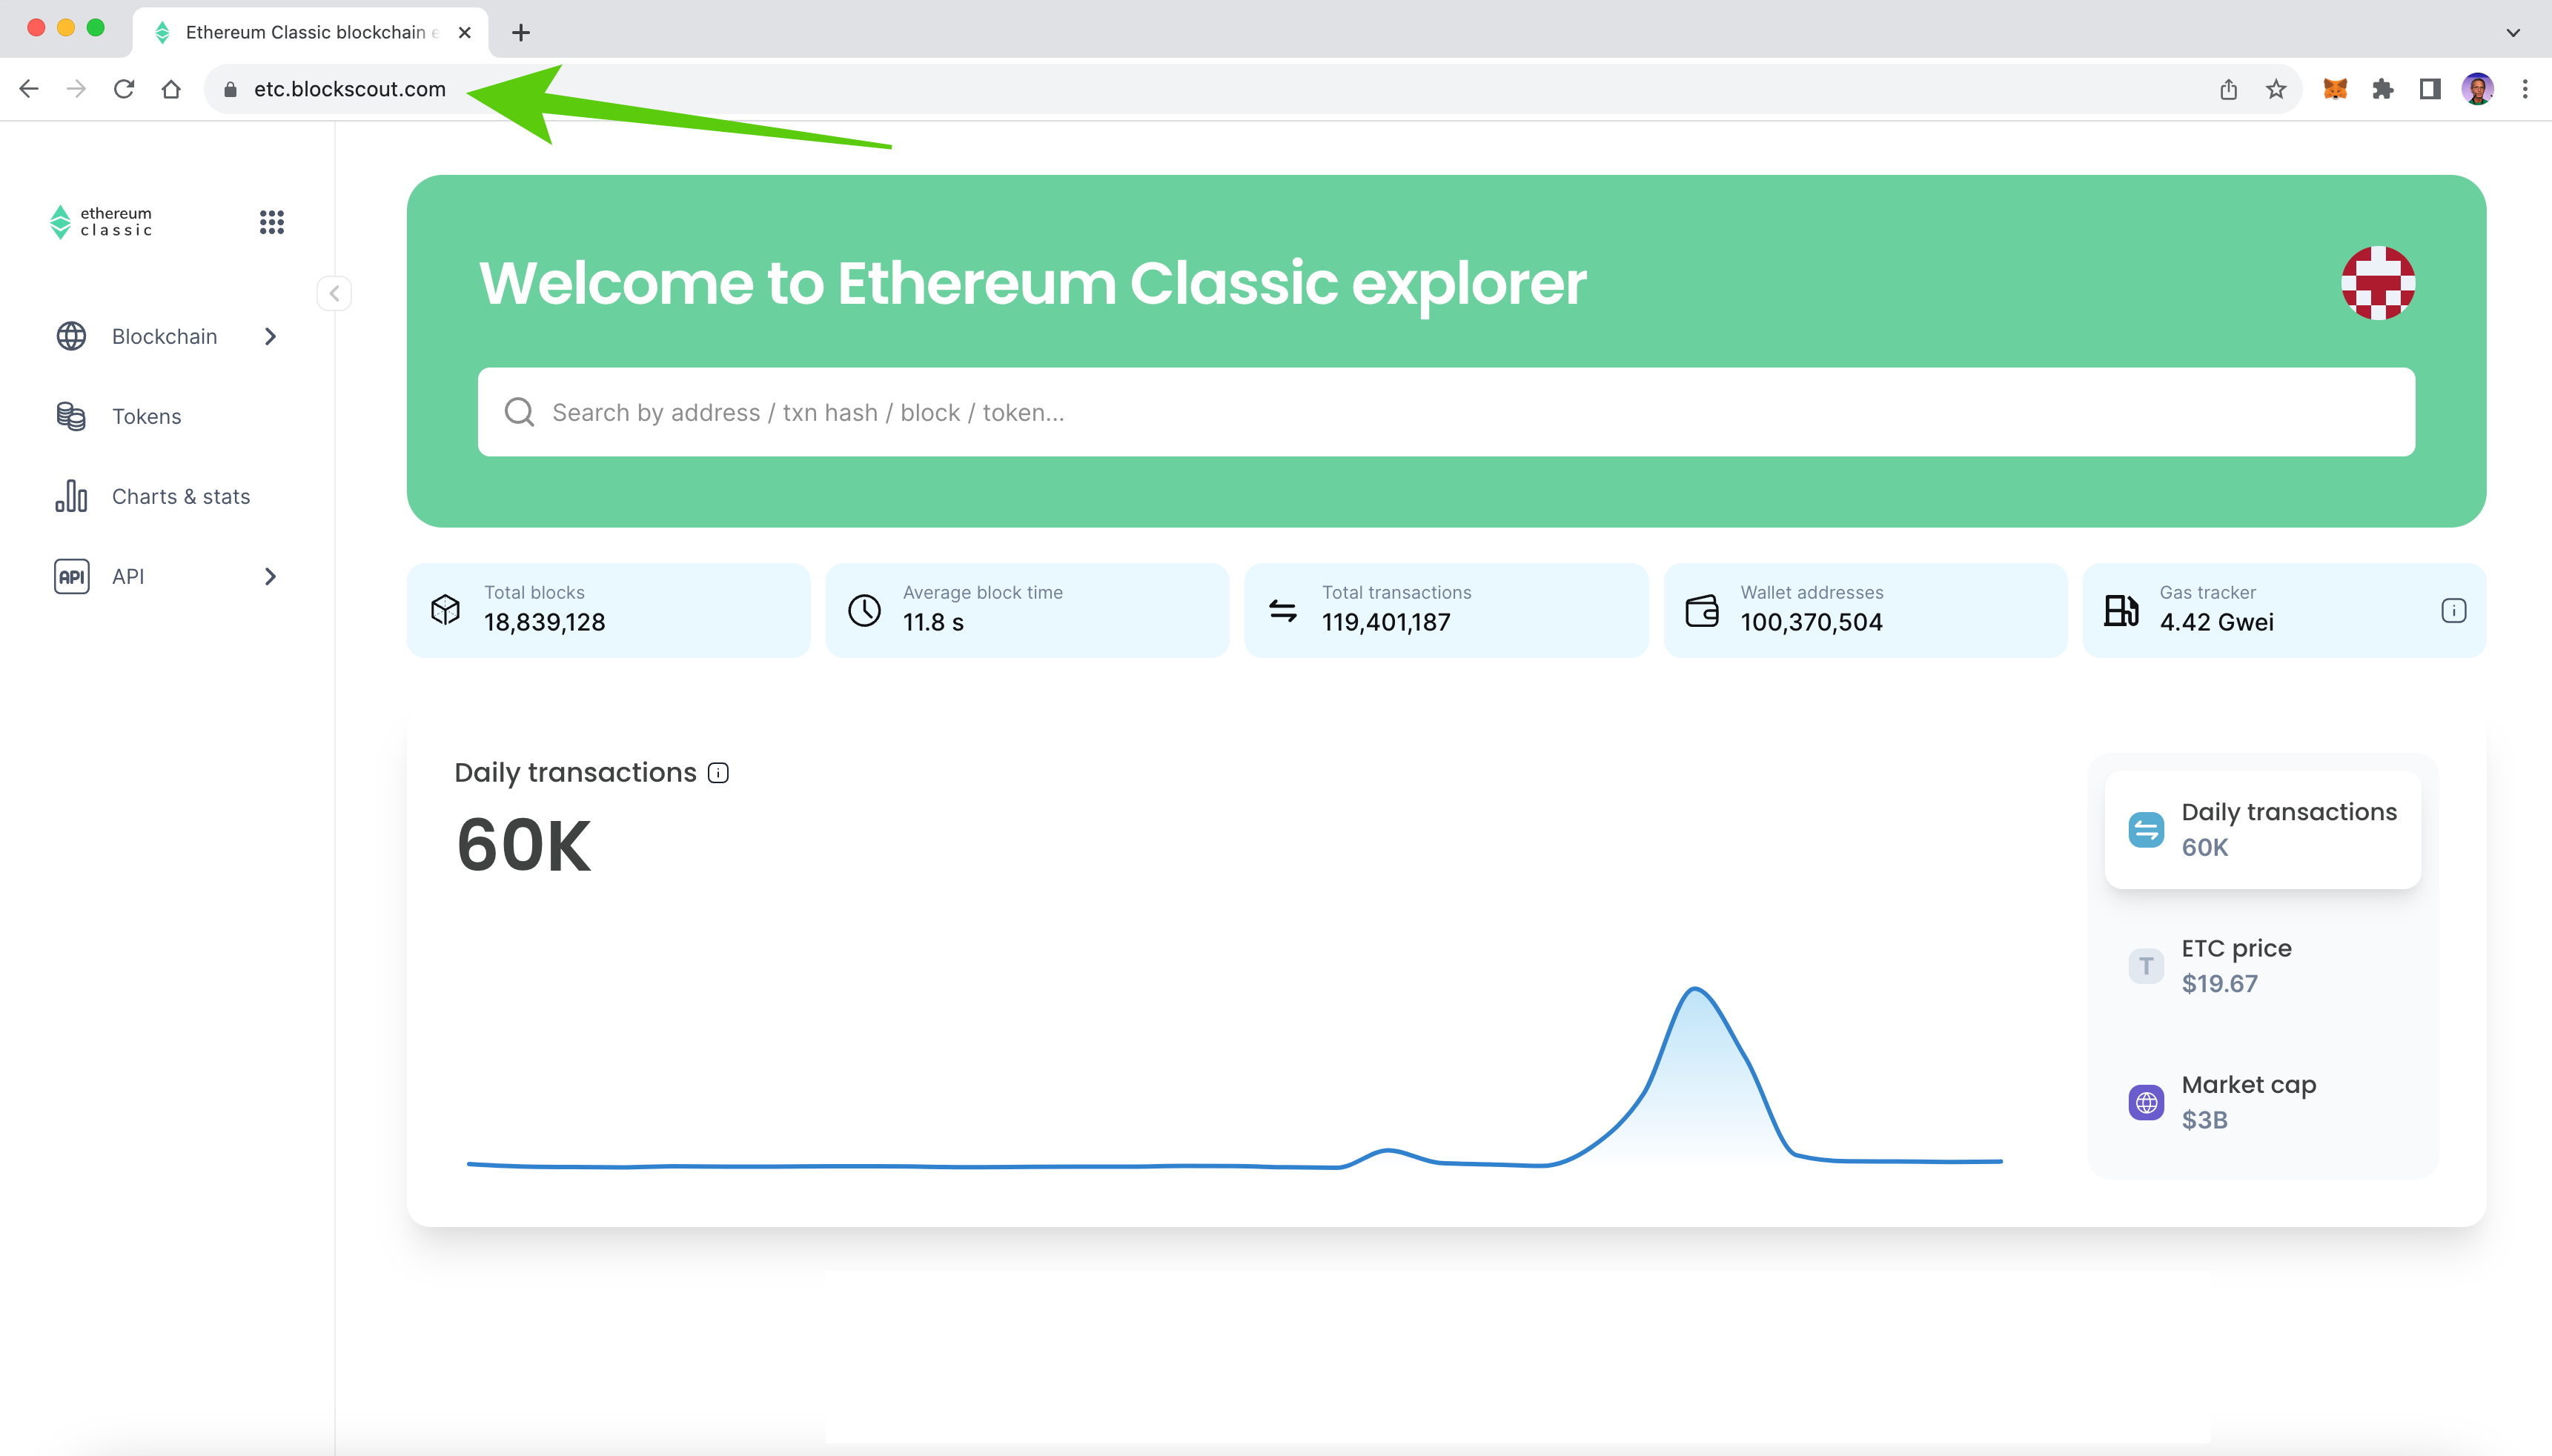 Ethereum Classic blockchain e
etc.blockscout.com
ethereum
classic
Blockchain
Tokens
Charts & stats
API
API
Welcome to Ethereum Classic explorer
Search by address / txn hash / block / token...
Total blocks
18,839,128
Average block time
11.8 s
Total transactions
119,401,187
Wallet addresses
100,370,504
Gas tracker
4.42 Gwei
Daily transactions
60K
Daily transactions
60K
T
ETC price
$19.67
Market cap
$3B